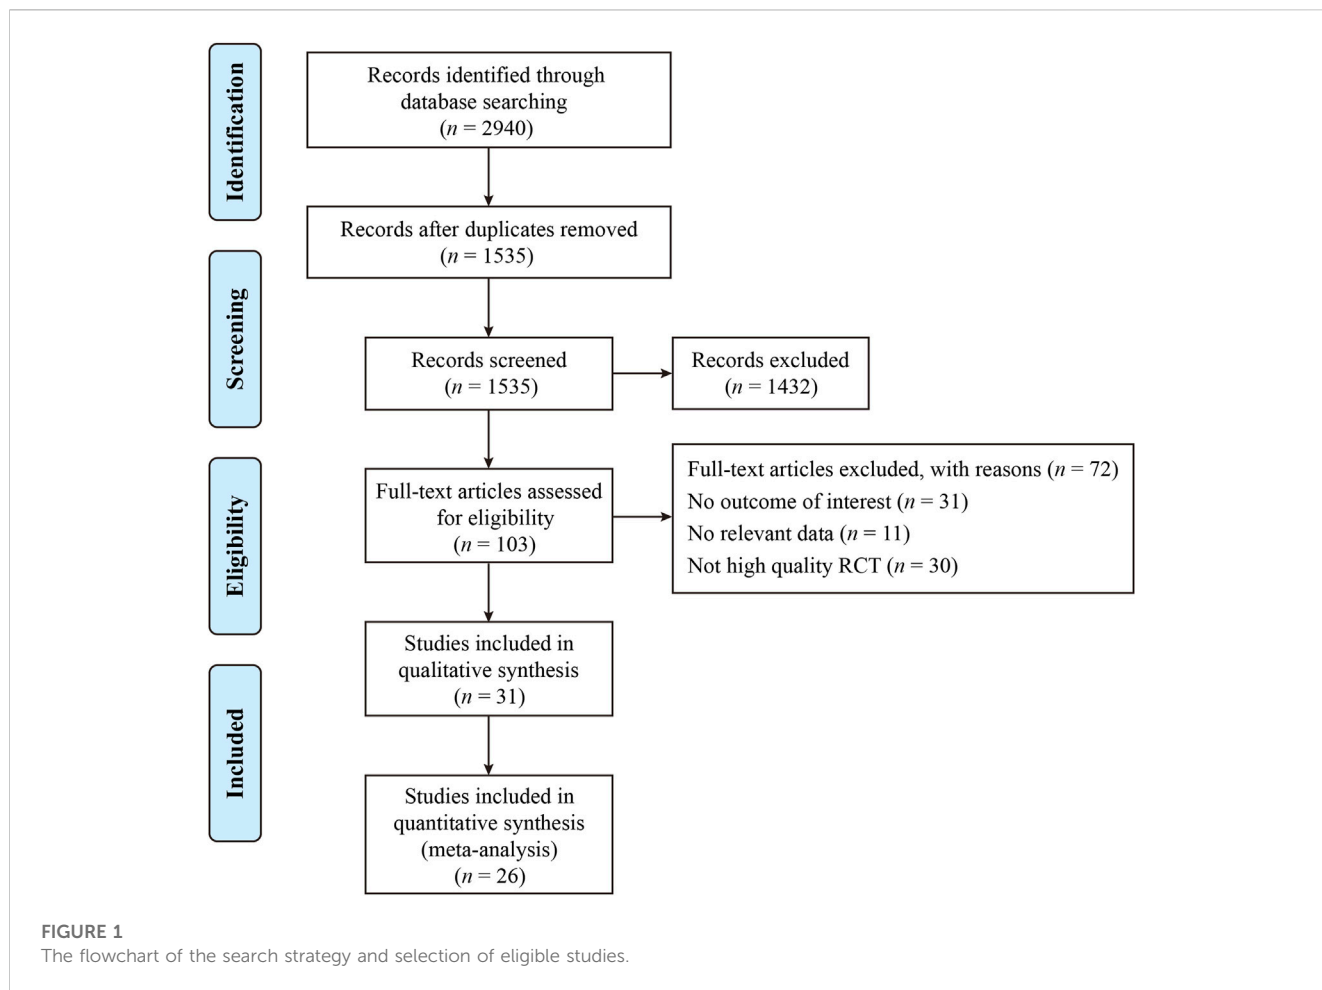 Identification
Records identified through
database searching
(n = 2940)
Records after duplicates removed
(n = 1535)
Screening
Records screened
(n = 1535)
Records excluded
(n = 1432)
Eligibility
Full-text articles assessed
for eligibility
(n = 103)
Full-text articles excluded, with reasons (n = 72)
No outcome of interest (n = 31)
No relevant data (n = 11)
Not high quality RCT (n = 30)
Studies included in
qualitative synthesis
(n = 31)
Included
Studies included in
quantitative synthesis
(meta-analysis)
(n = 26)
FIGURE 1
The flowchart of the search strategy and selection of eligible studies.